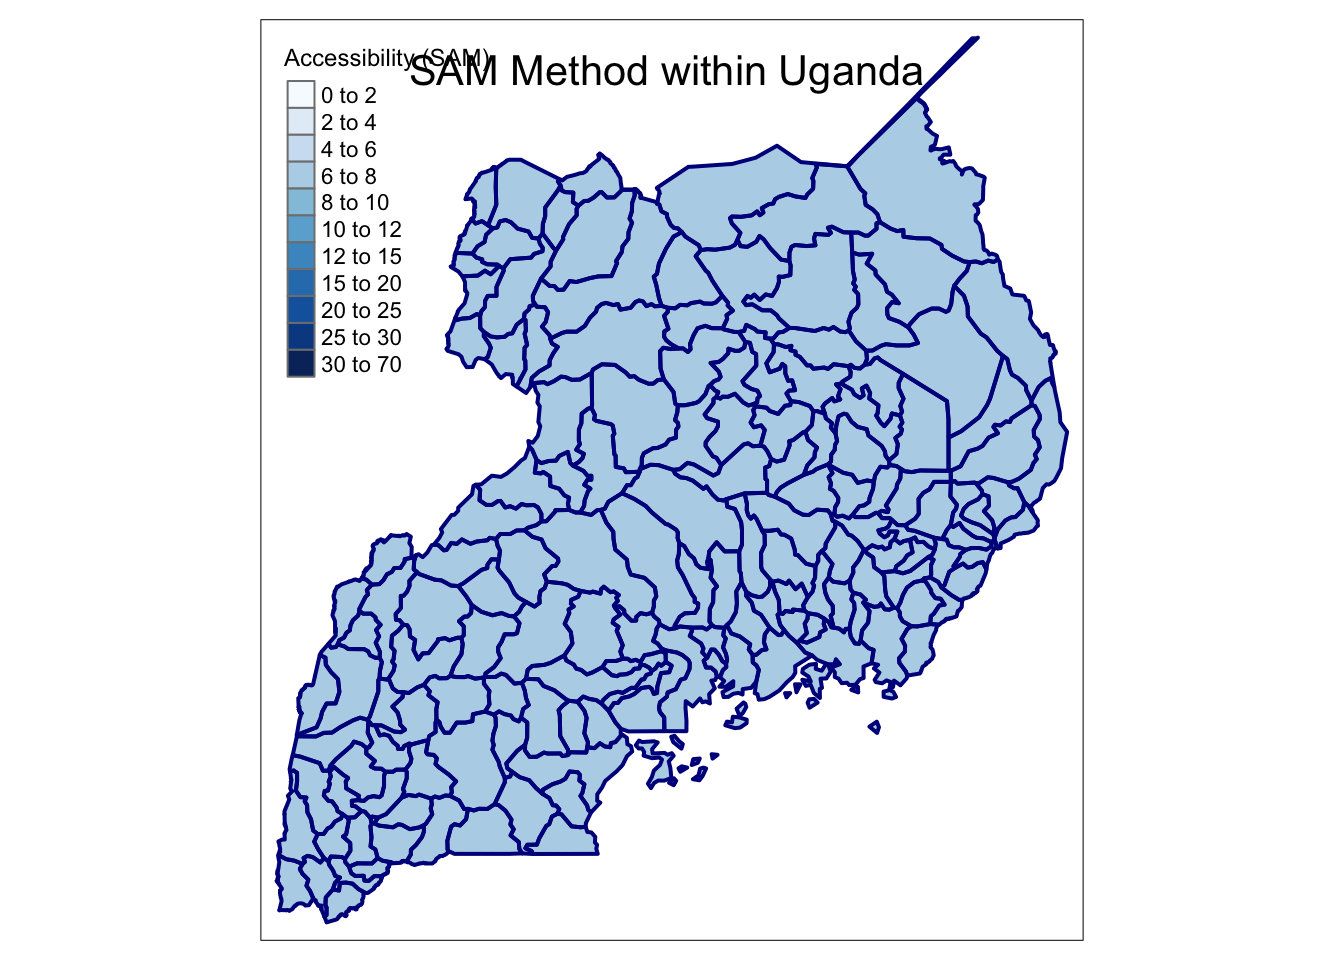 Accessibility (SAM)
SAM Method within Uganda
0 to 2
2 to 4
4 to 6
6 to 8
8 to 10
10 to 12
12 to 15
15 to 20
20 to 25
25 to 30
30 to 70